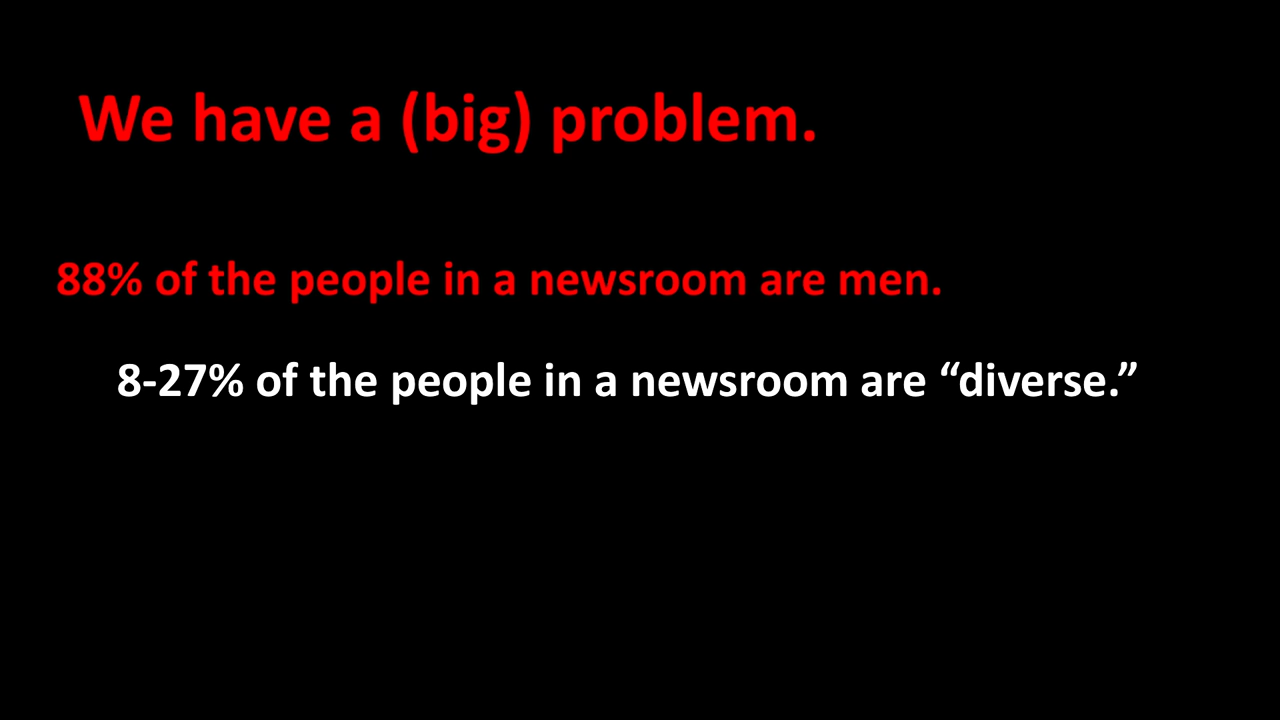 We have a (big) problem.
88% of the people in a newsroom are men.
8-27% of the people in a newsroom are “diverse.”